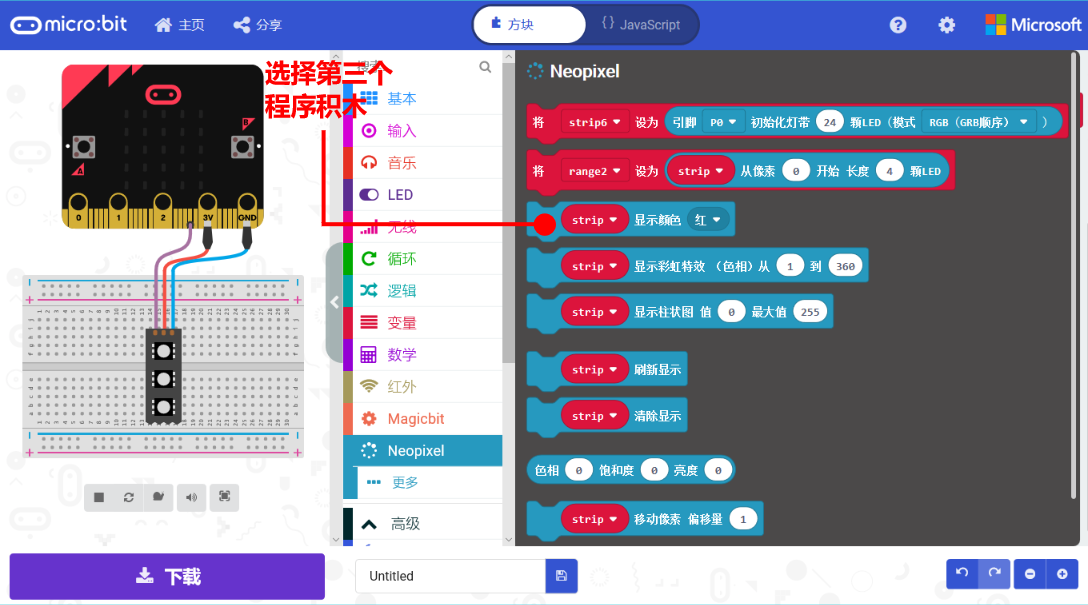 micro:bit
主页
分享
方块
{} JavaScript
?
Microsoft
选择第三个
程序积木
基本
输入
音乐
LED
无线
循环
逻辑
变量
数学
红外
Magicbit
Neopixel
更多
高级
A
B
0 1 2 3V GND
Neopixel
将 strip6 设为 引脚 P0 初始化灯带 24 颗LED（模式 RGB（GRB顺序） ）
将 range2 设为 strip 从像素 0 开始 长度 4 颗LED
strip 显示颜色 红
strip 显示彩虹特效 （色相）从 1 到 360
strip 显示柱状图 值 0 最大值 255
strip 刷新显示
strip 清除显示
色相 0 饱和度 0 亮度 0
strip 移动像素 偏移量 1
下载
Untitled